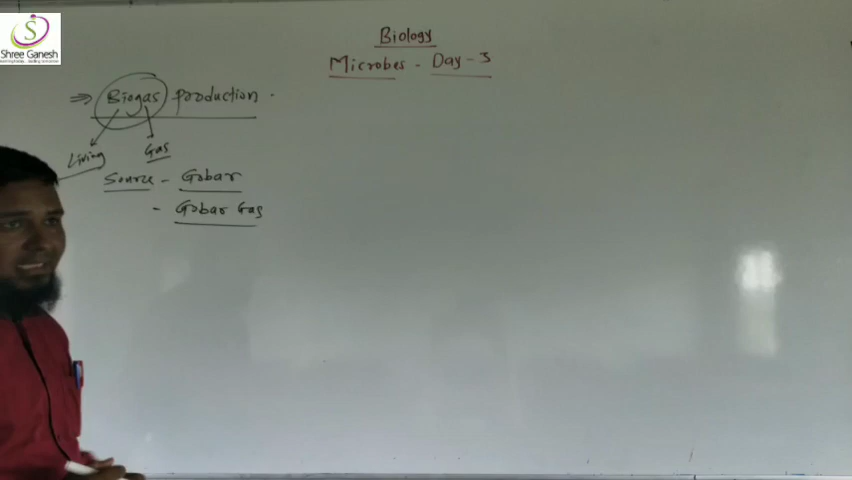 S
Shree Ganesh
Biology
Microbes - Day - 3
⇒ Biogas production.
Living
Gas
Source - Gobar
- Gobar Gas